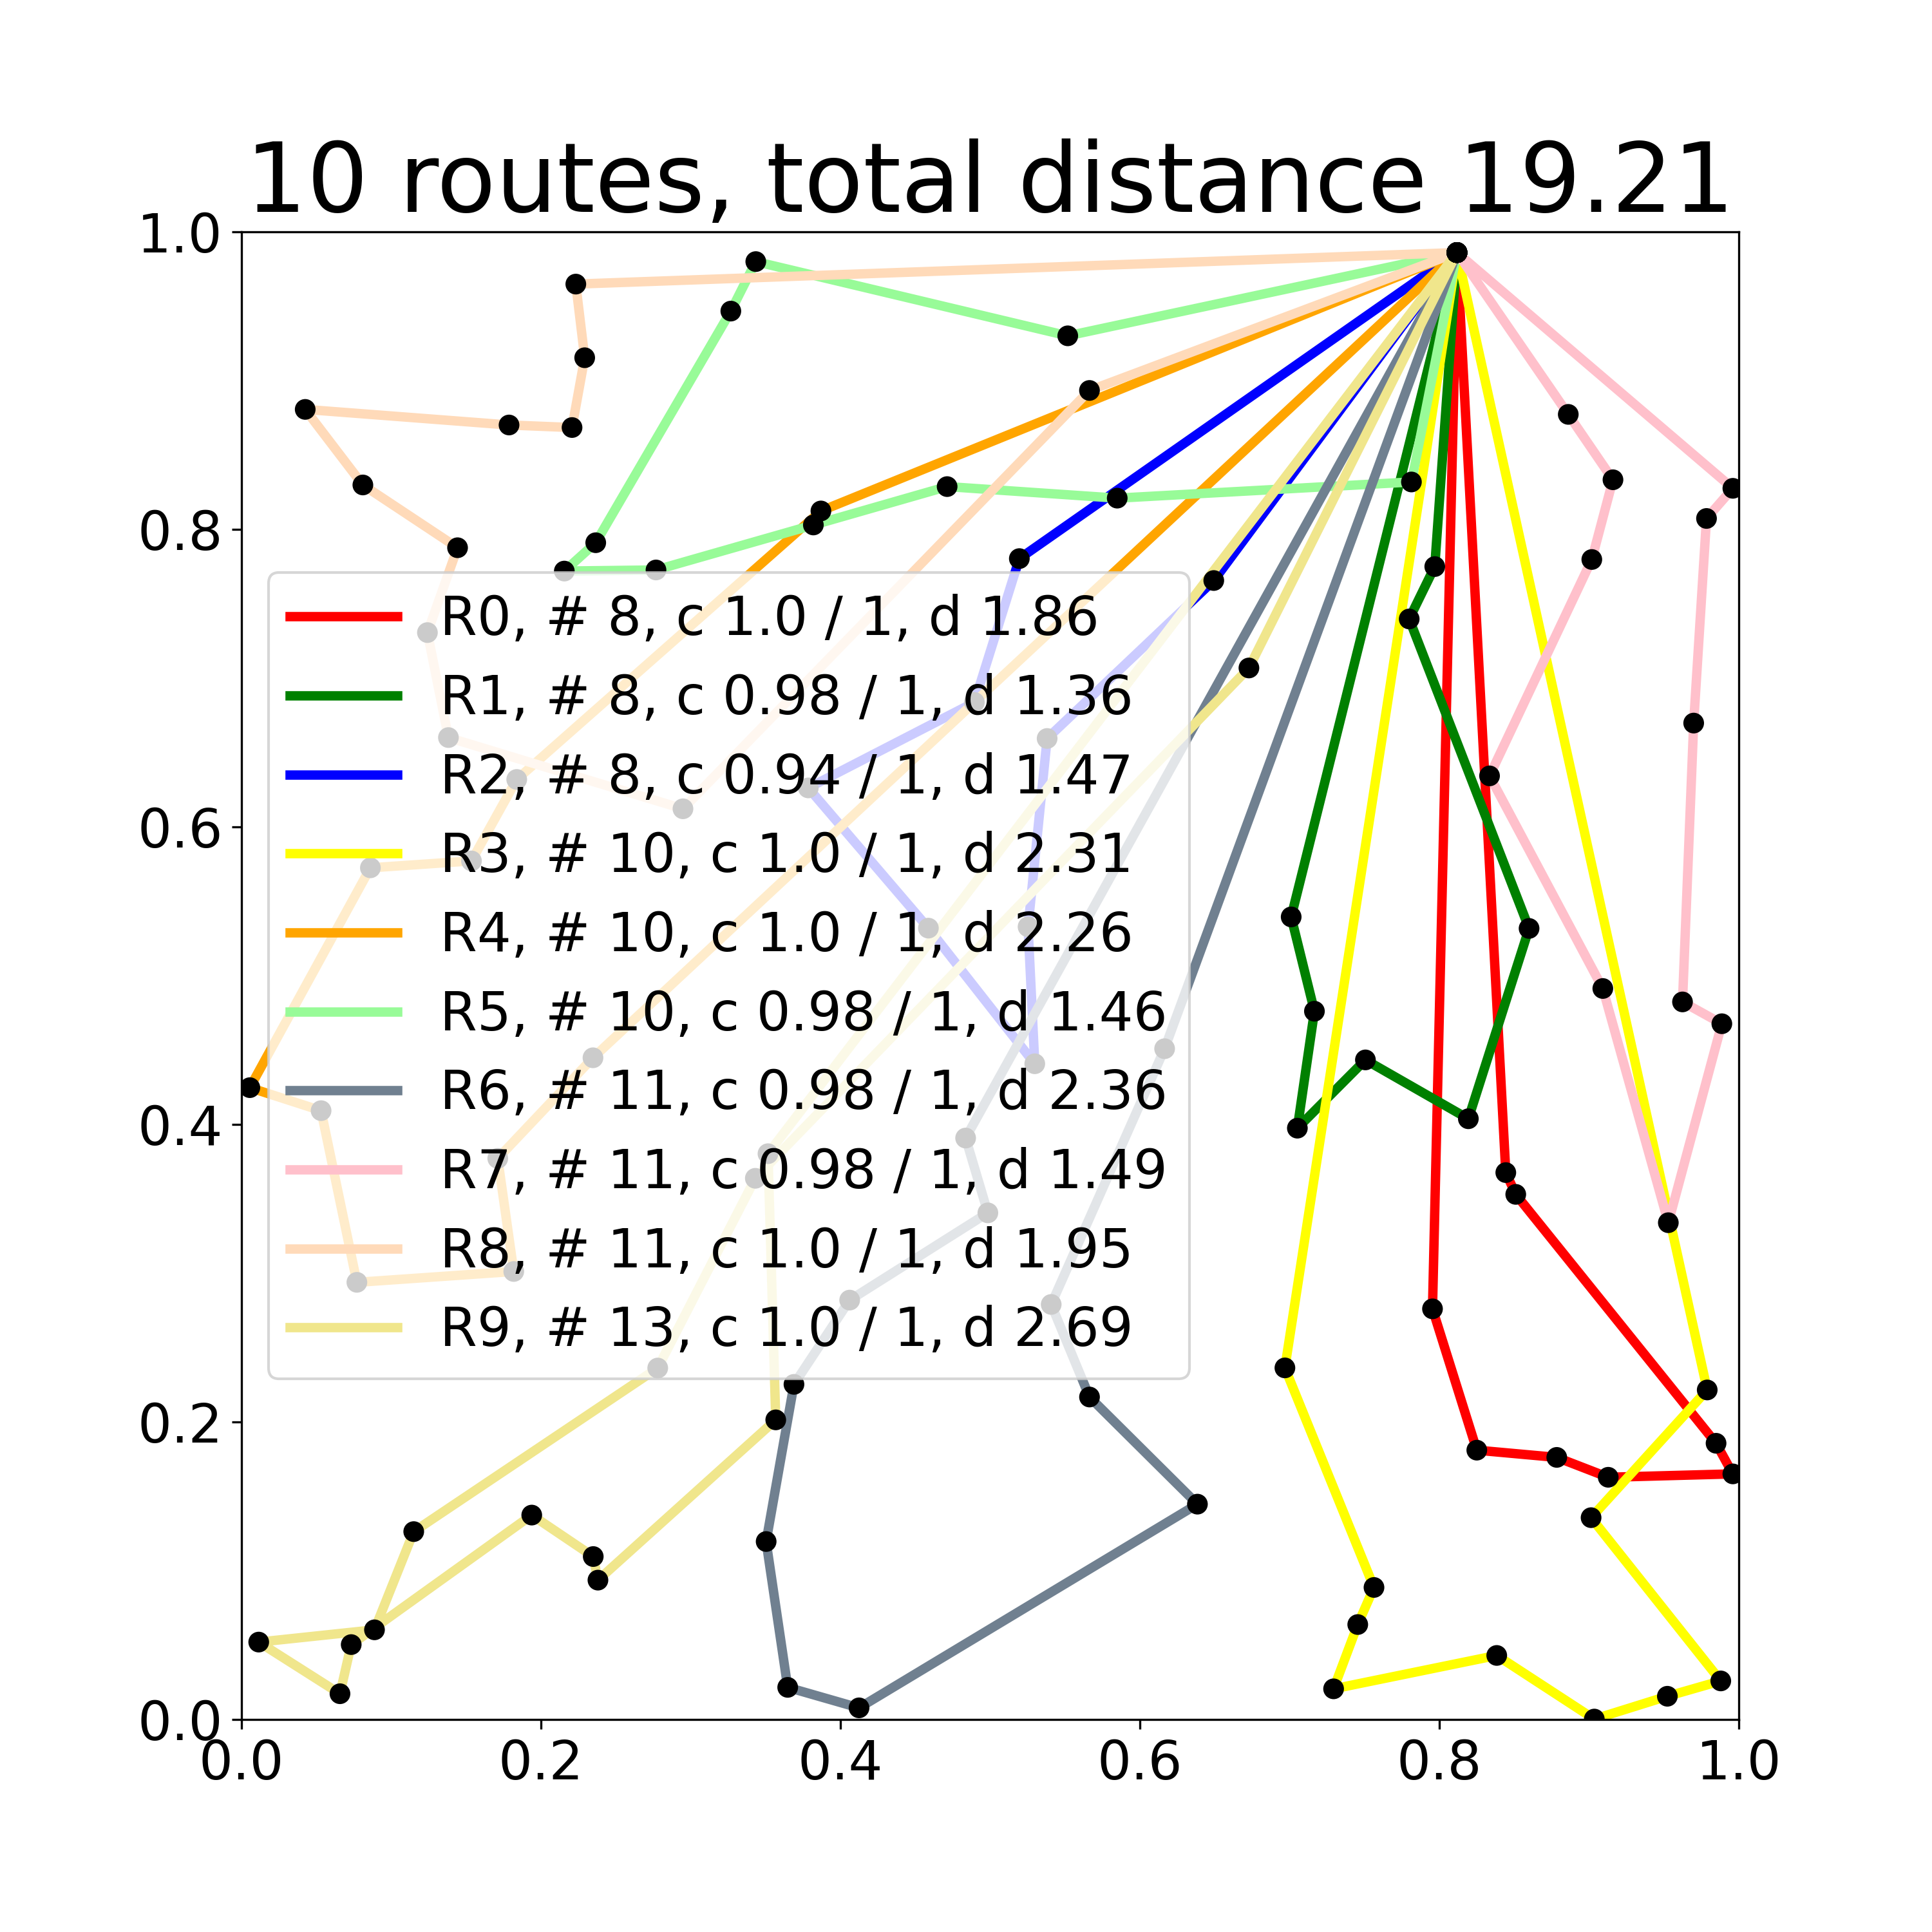 10 routes, total distance 19.21
1.0
0.8
0.6
0.4
0.2
0.0
R0, # 8, c 1.0 / 1, d 1.86
R1, # 8, c 0.98 / 1, d 1.36
R2, # 8, c 0.94 / 1, d 1.47
R3, # 10, c 1.0 / 1, d 2.31
R4, # 10, c 1.0 / 1, d 2.26
R5, # 10, c 0.98 / 1, d 1.46
R6, # 11, c 0.98 / 1, d 2.36
R7, # 11, c 0.98 / 1, d 1.49
R8, # 11, c 1.0 / 1, d 1.95
R9, # 13, c 1.0 / 1, d 2.69
0.0 0.2 0.4 0.6 0.8 1.0